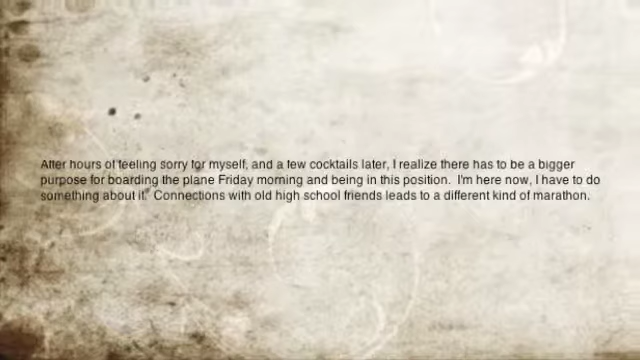 After hours of feeling sorry for myself, and a few cocktails later, I realize there has to be a bigger
purpose for boarding the plane Friday morning and being in this position.  I'm here now, I have to do
something about it.  Connections with old high school friends leads to a different kind of marathon.